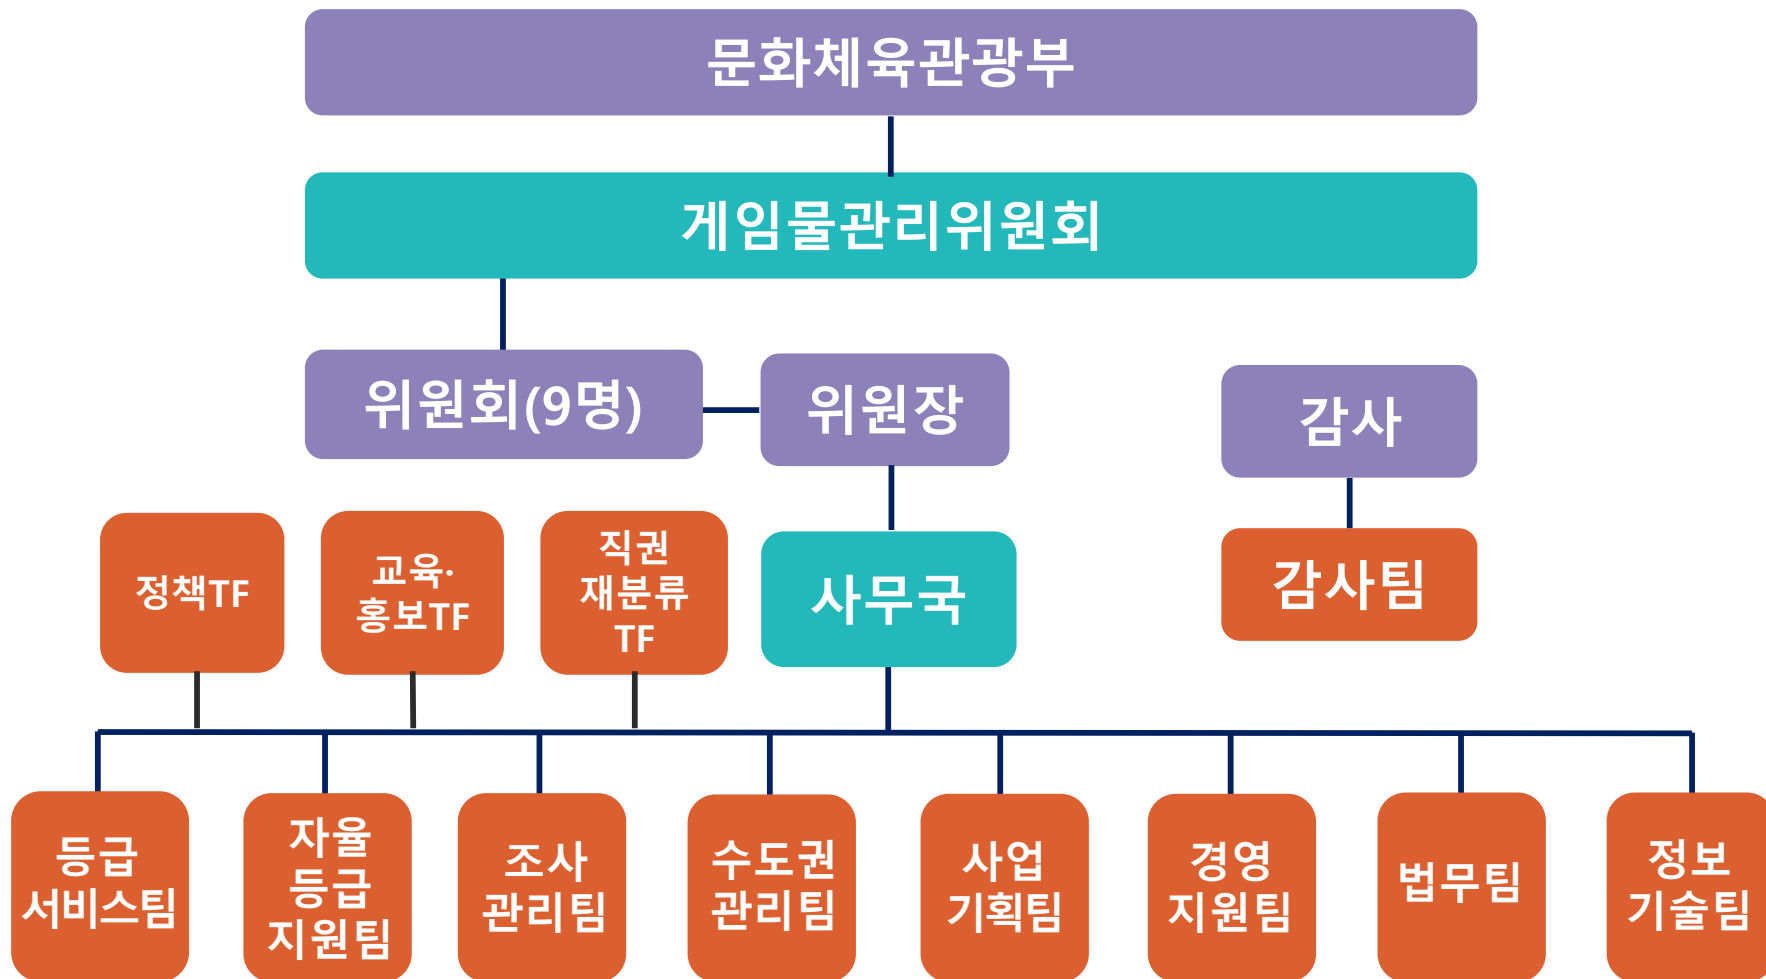 문화체육관광부
게임물관리위원회
위원회(9명)
위원장
감사
정책TF
교육·
홍보TF
직권
재분류
TF
사무국
감사팀
등급
서비스팀
자율
등급
지원팀
조사
관리팀
수도권
관리팀
사업
기획팀
경영
지원팀
법무팀
정보
기술팀